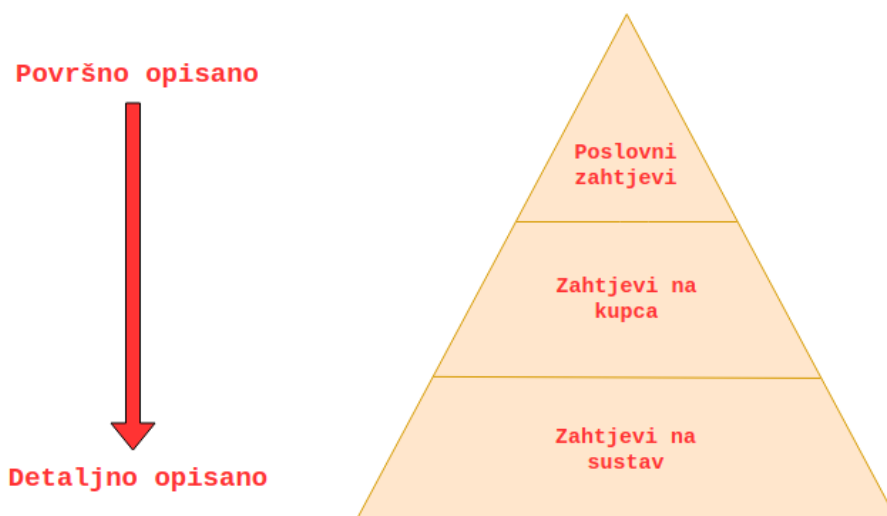 Površno opisano
Poslovni
zahtjevi
Zahtjevi na
kupca
Zahtjevi na
sustav
Detaljno opisano